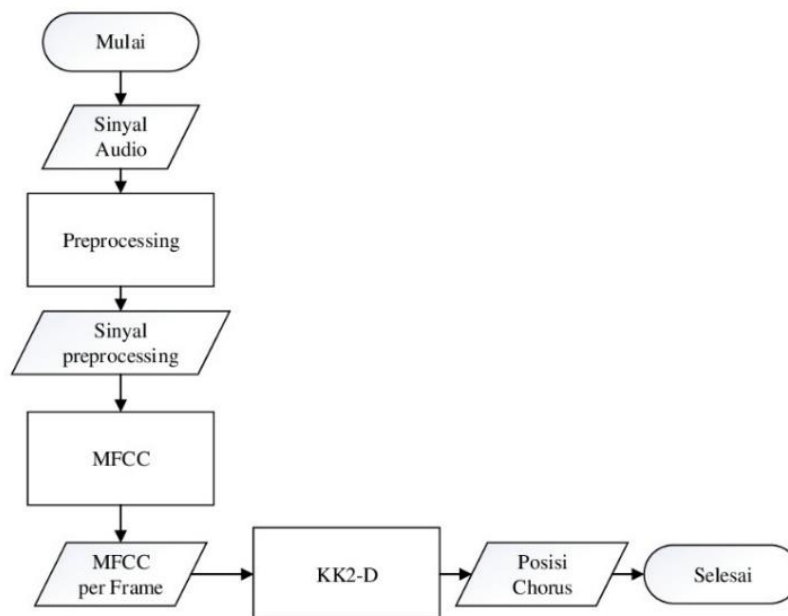 Mulai
Sinyal
Audio
Preprocessing
Sinyal
preprocessing
MFCC
MFCC
per Frame
KK2-D
Posisi
Chorus
Selesai